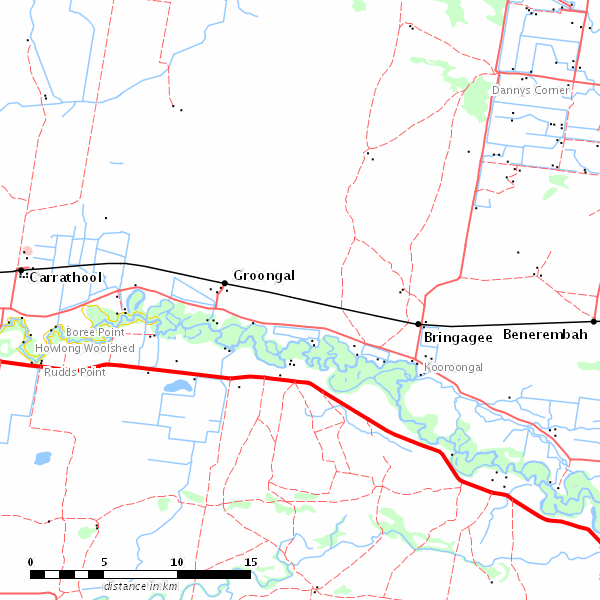 Dannys Corner
Groongal
Carrathool
Boree Point
Bringagee
Benerembah
Howlong Woolshed
Kooroongal
Rudds Point
0 5 10 15
distance in km